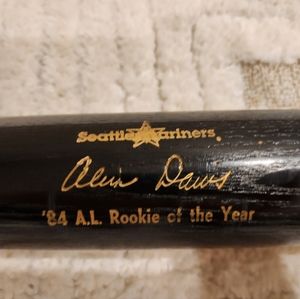 Seattle Mariners
Alvin Davis
'84 A.L. Rookie of the Year